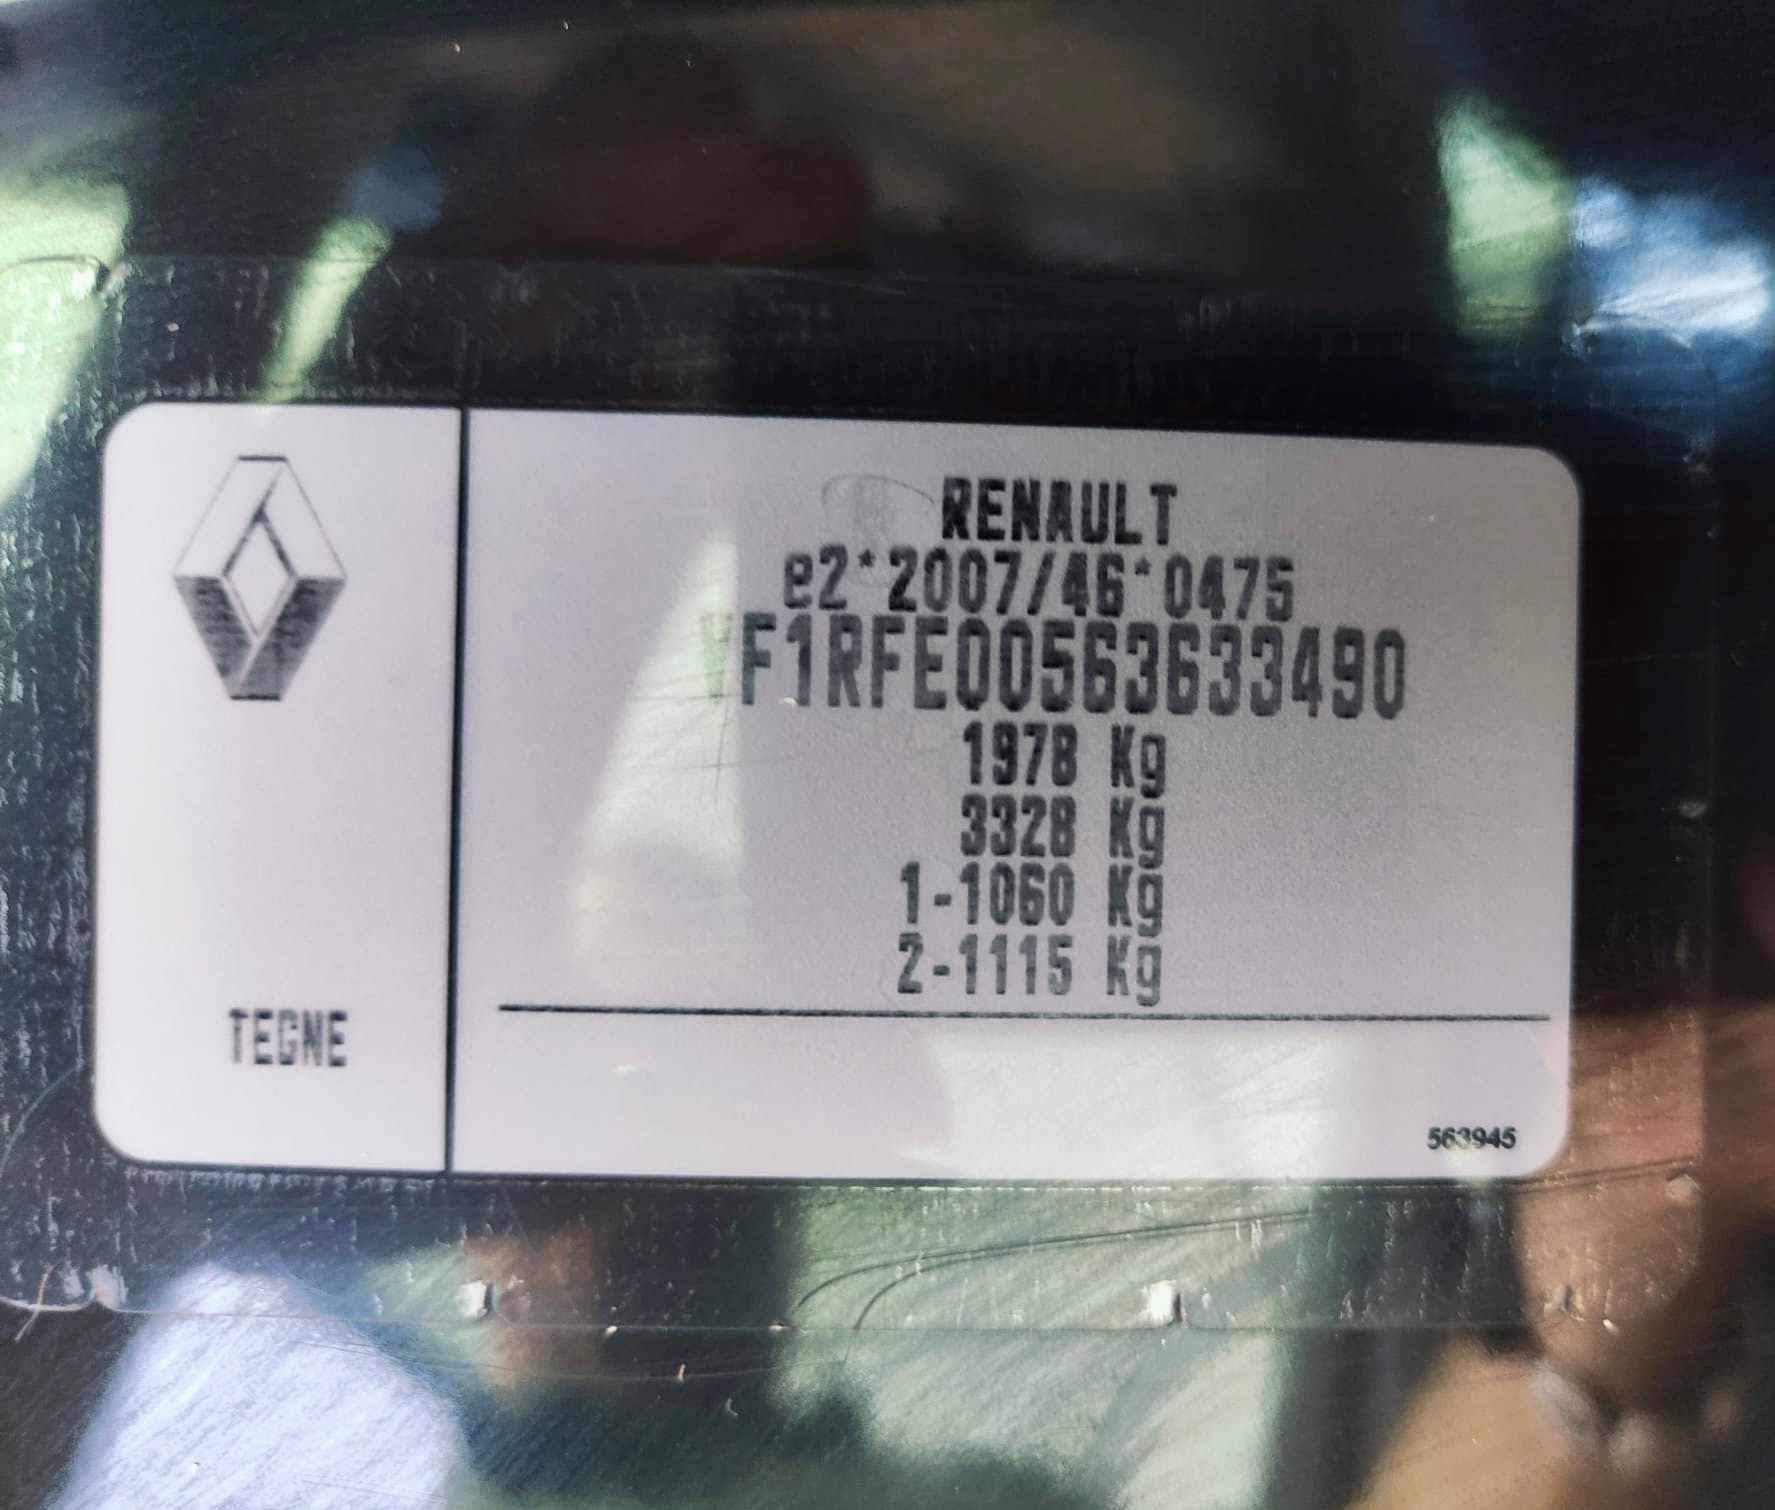 RENAULT
e2*2007/46*0475
VF1RFE00563633490
1978 Kg
3328 Kg
1-1060 Kg
2-1115 Kg
TEGNE
563945